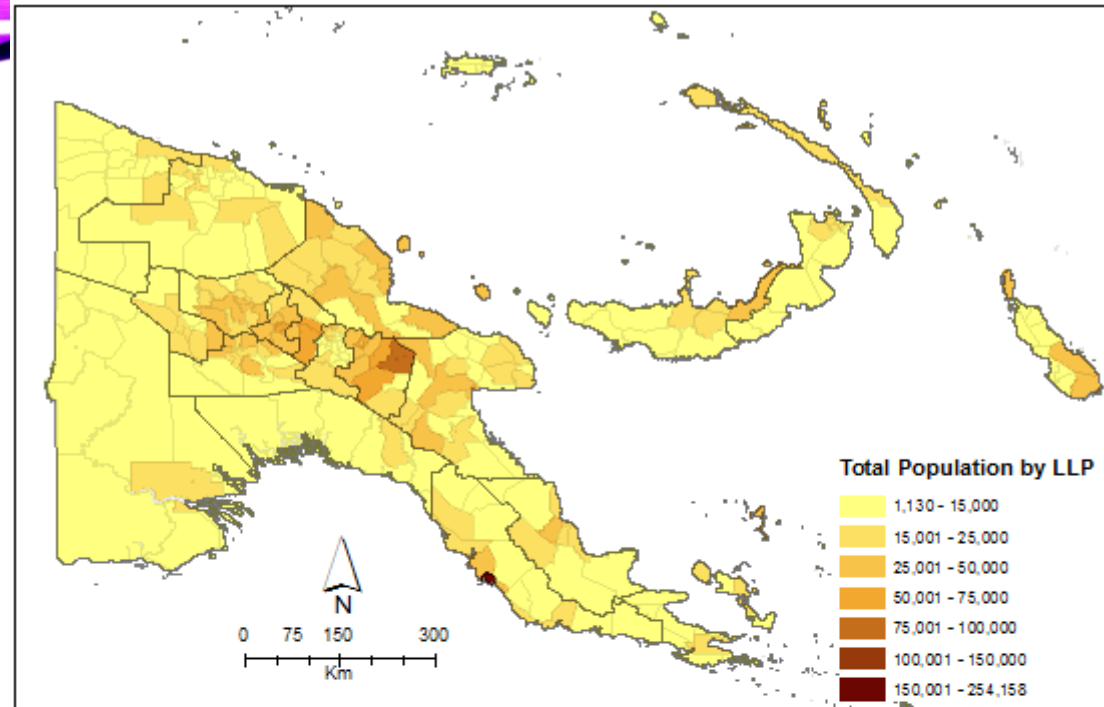 N
0 75 150 300
Km
Total Population by LLP
1,130 - 15,000
15,001 - 25,000
25,001 - 50,000
50,001 - 75,000
75,001 - 100,000
100,001 - 150,000
150,001 - 254,158